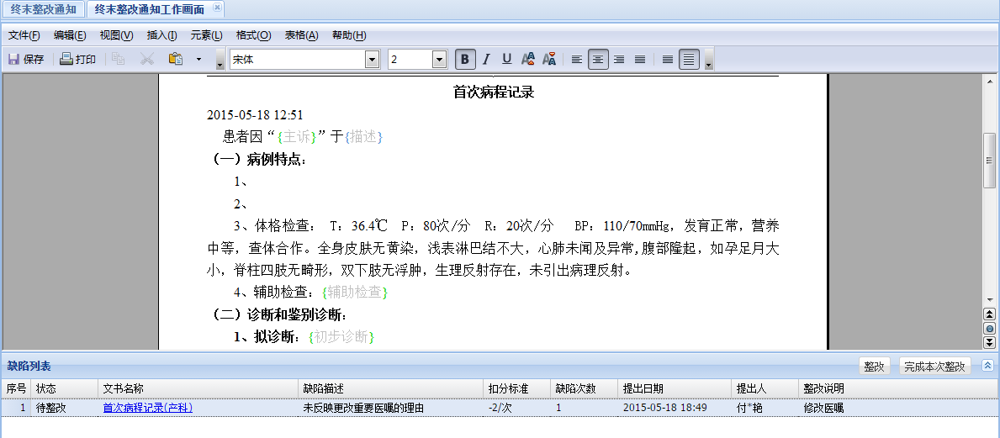 终末整改通知 终末整改通知工作画面
文件(F) 编辑(E) 视图(V) 插入(I) 元素(L) 格式(O) 表格(A) 帮助(H)
保存 打印 宋体 2 B I U
首次病程记录
2015-05-18 12:51
患者因“{主诉}”于{描述}
（一）病例特点：
1、
2、
3、体格检查： T：36.4℃ P：80次/分 R：20次/分 BP：110/70mmHg，发育正常，营养
中等，查体合作。全身皮肤无黄染，浅表淋巴结不大，心肺未闻及异常,腹部隆起，如孕足月大
小，脊柱四肢无畸形，双下肢无浮肿，生理反射存在，未引出病理反射。
4、辅助检查：{辅助检查}
（二）诊断和鉴别诊断：
1、拟诊断：{初步诊断}
缺陷列表 整改 完成本次整改
序号 状态 文书名称 缺陷描述 扣分标准 缺陷次数 提出日期 提出人 整改说明
1 待整改 首次病程记录(产科) 未反映更改重要医嘱的理由 -2/次 1 2015-05-18 18:49 付*艳 修改医嘱